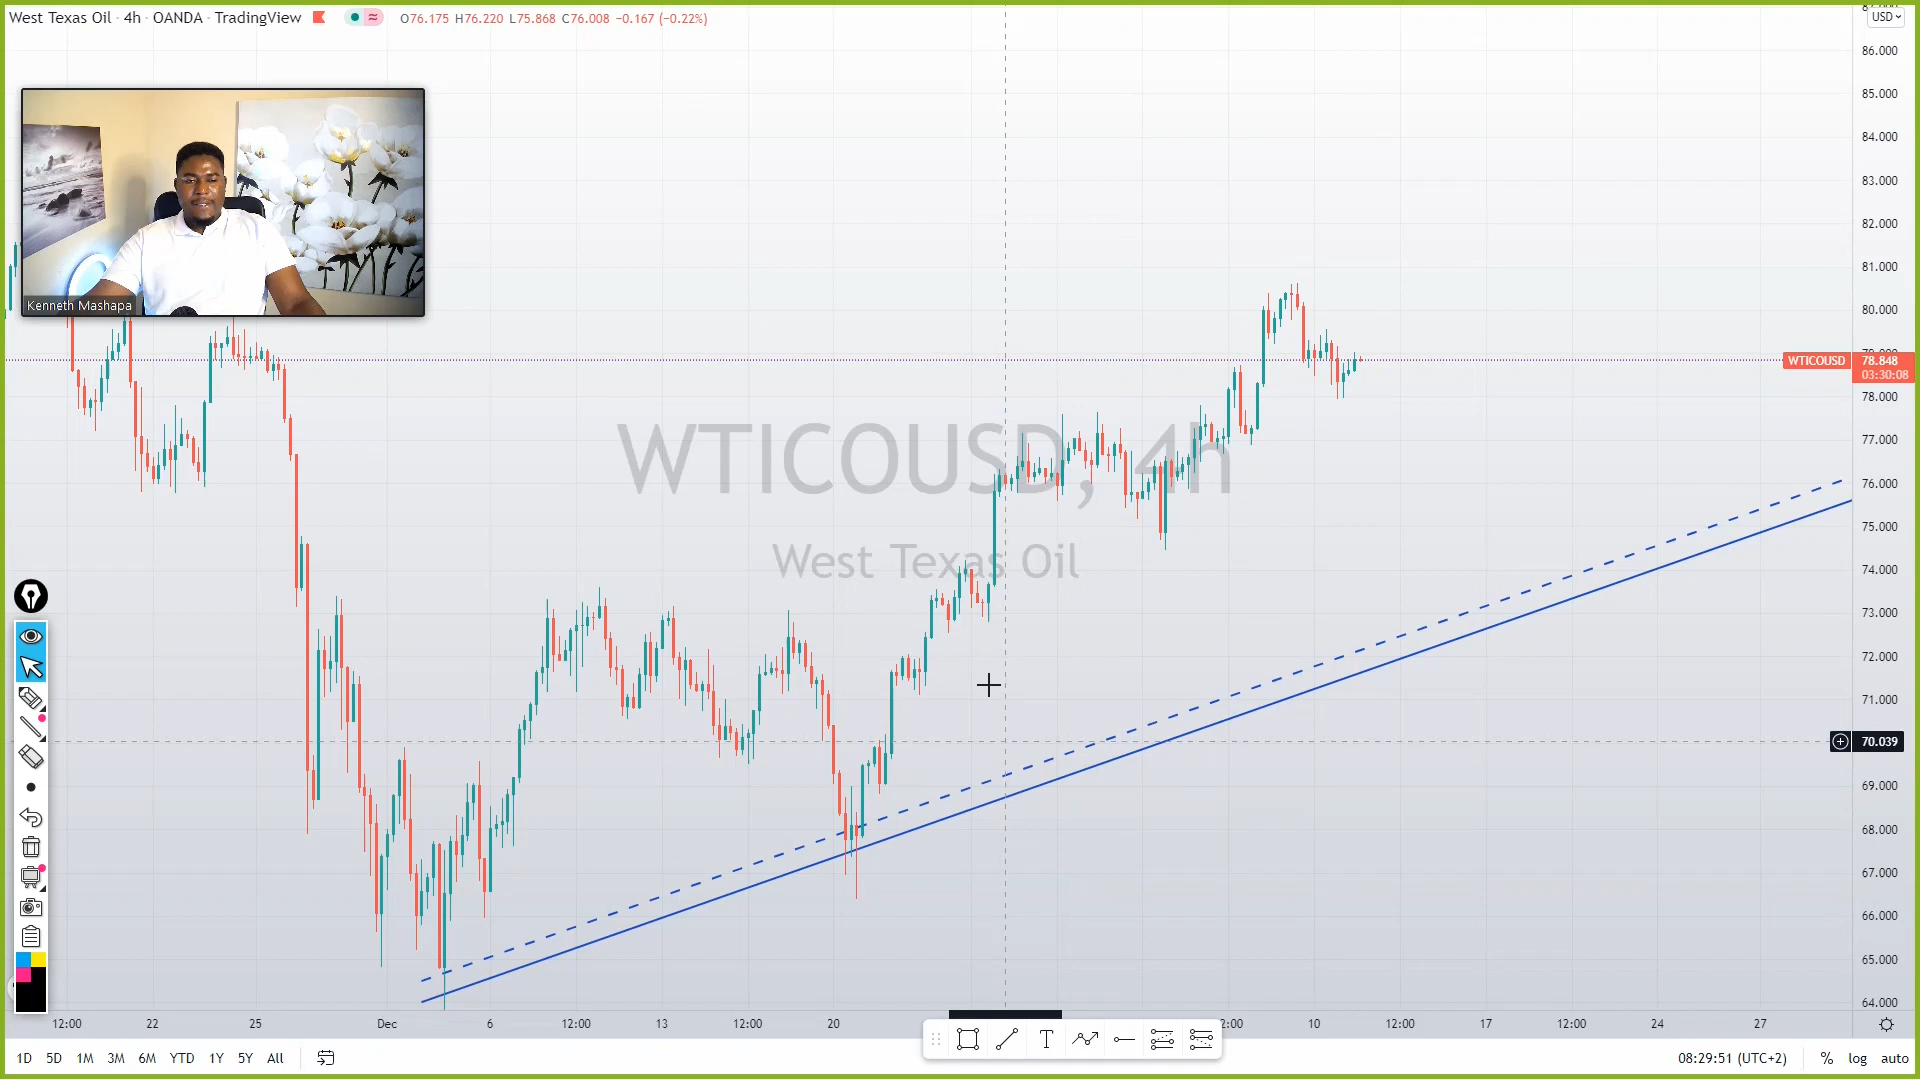 West Texas Oil · 4h · OANDA · TradingView
O76.175 H76.220 L75.868 C76.008 −0.167 (−0.22%)
USD
86.000
85.000
84.000
83.000
82.000
81.000
80.000
WTICOUSD 78.848
03:30:08
78.000
77.000
76.000
75.000
74.000
73.000
72.000
71.000
70.039
69.000
68.000
67.000
66.000
65.000
64.000
Kenneth Mashapa
WTICOUSD, 4h
West Texas Oil
12:00 22 25 Dec 6 12:00 13 12:00 20 2:00 10 12:00 17 12:00 24 27
T
1D 5D 1M 3M 6M YTD 1Y 5Y All
08:29:51 (UTC+2) % log auto